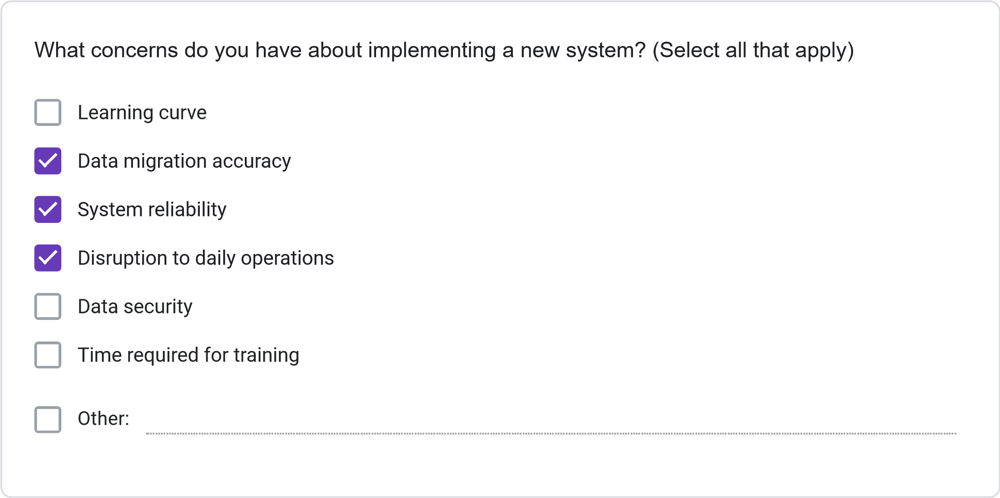 What concerns do you have about implementing a new system? (Select all that apply)
Learning curve
Data migration accuracy
System reliability
Disruption to daily operations
Data security
Time required for training
Other: